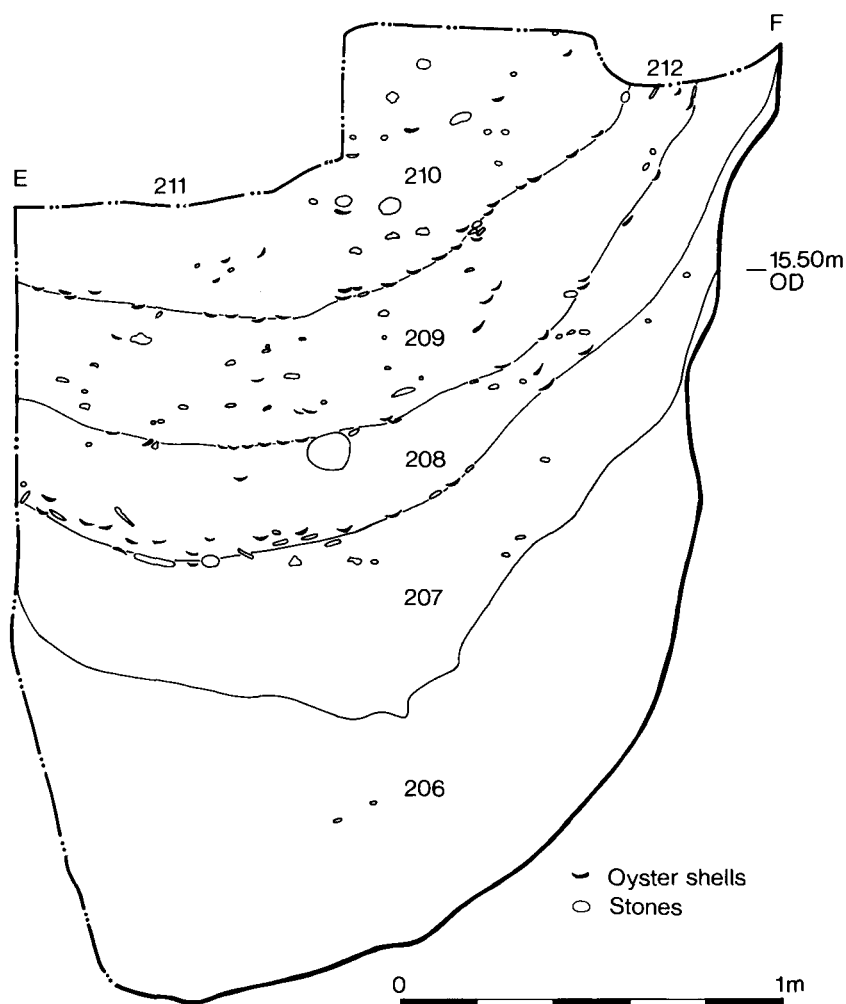 F
212
E
211
210
15.50m
OD
209
208
207
206
Oyster shells
Stones
0 1m